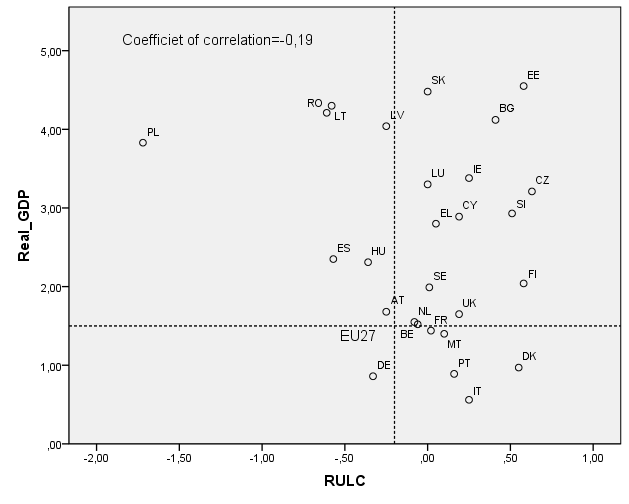 Coefficiet of correlation=-0,19
5,00
4,00
3,00
2,00
1,00
,00
Real_GDP
SK
EE
RO
LT
LV
BG
PL
LU
IE
CZ
EL
CY
SI
ES
HU
SE
FI
AT
NL
UK
BE
FR
EU27
MT
DE
PT
DK
IT
-2,00 -1,50 -1,00 -,50 ,00 ,50 1,00
RULC